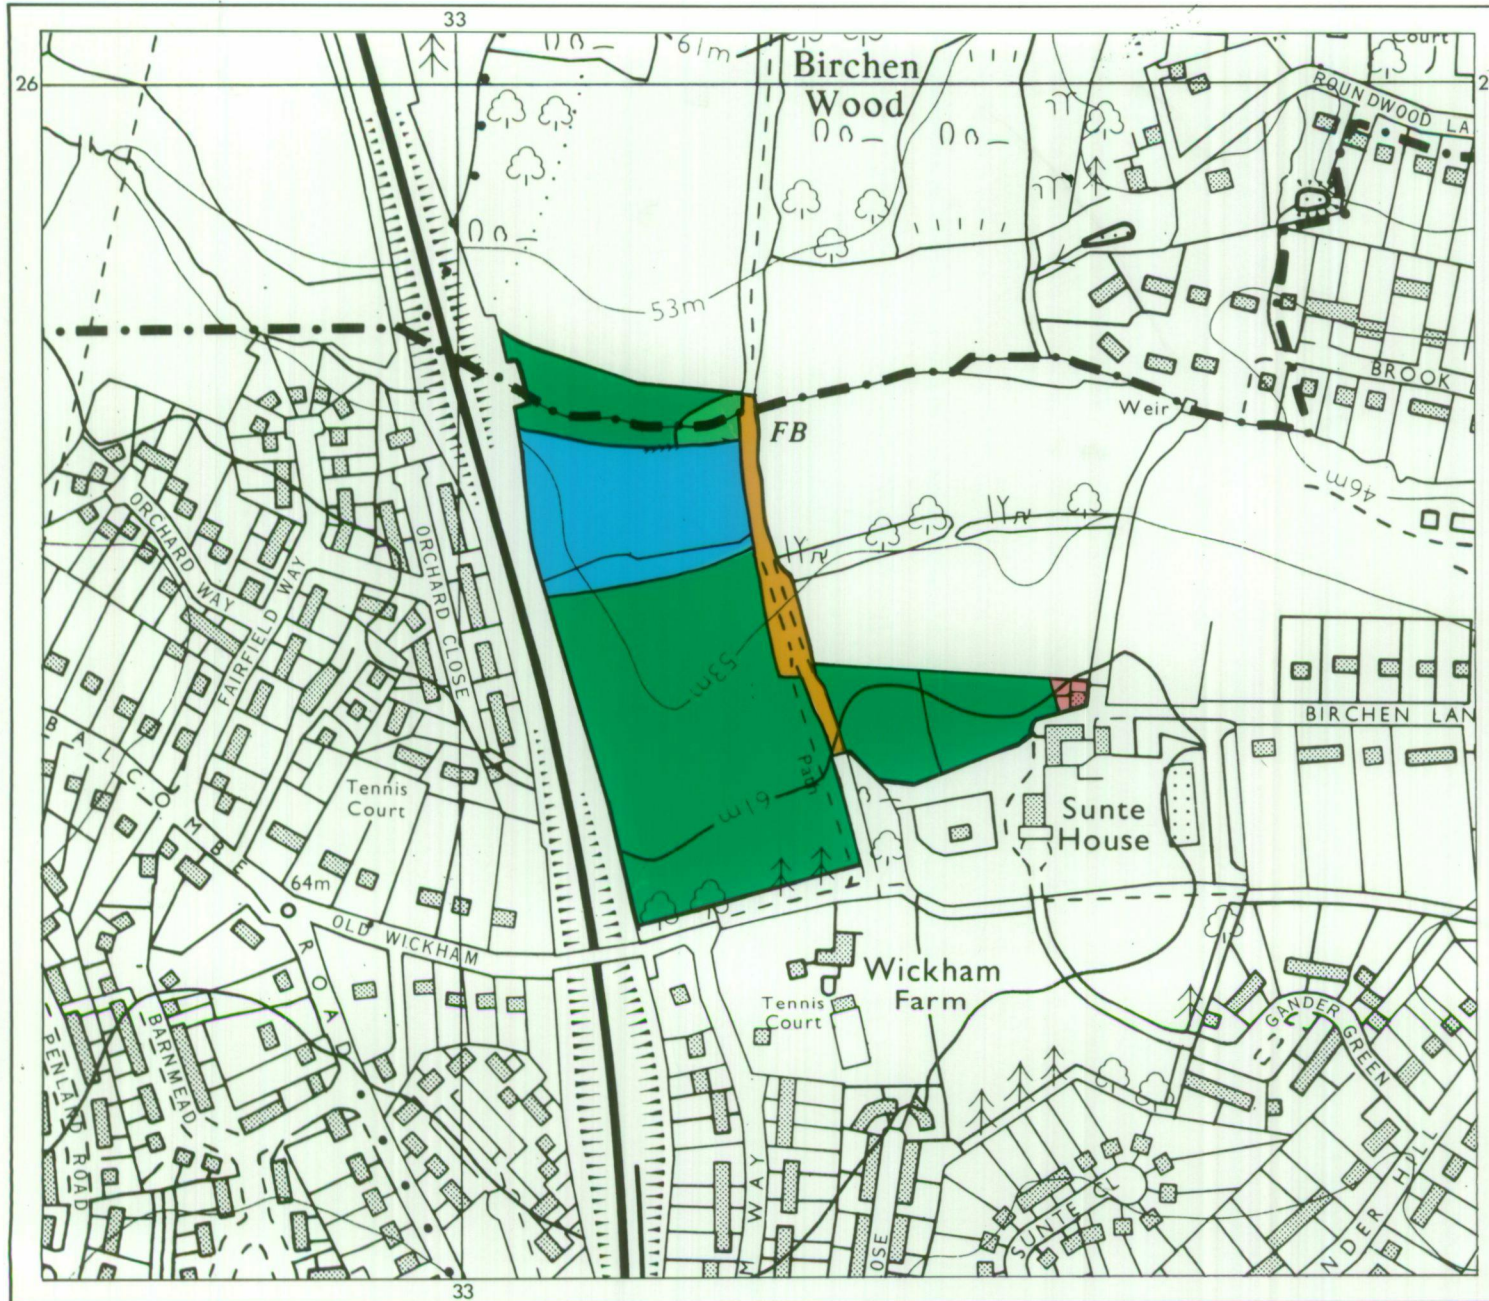 33
61m
Birchen
Wood
Court
26
2
ROUNDWOOD LA
53m
BROOK L
Weir
FB
46m
ORCHARD WAY
FAIRFIELD WAY
ORCHARD CLOSE
53m
BIRCHEN LAN
BALCOMBE ROAD
Tennis
Court
Path
61m
Sunte
House
64m
OLD WICKHAM
Wickham
Farm
Tennis
Court
GANDER GREEN
PENLAND ROAD
BARNMEAD
M WAY
OSE
SUNTE CL
NDER HILL
33